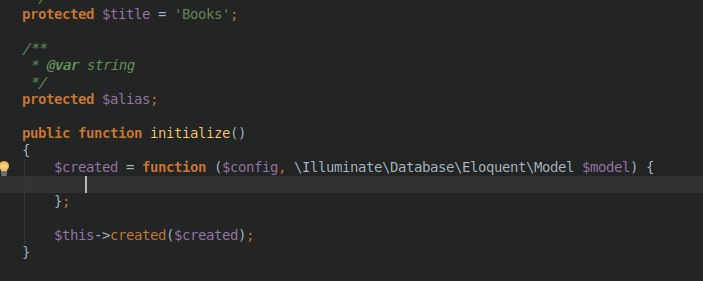 */
protected $title = 'Books';
/**
* @var string
*/
protected $alias;
public function initialize()
{
$created = function ($config, \Illuminate\Database\Eloquent\Model $model) {
};
$this->created($created);
}